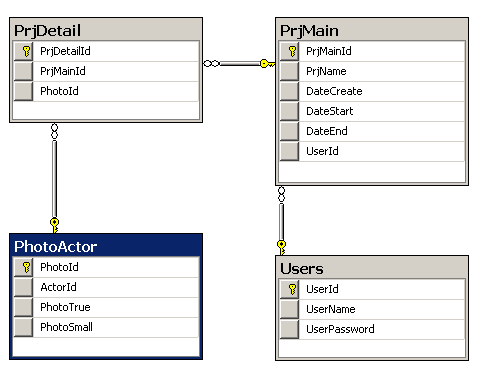 PrjDetail
PrjDetailId
PrjMainId
PhotoId
PrjMain
PrjMainId
PrjName
DateCreate
DateStart
DateEnd
UserId
PhotoActor
PhotoId
ActorId
PhotoTrue
PhotoSmall
Users
UserId
UserName
UserPassword